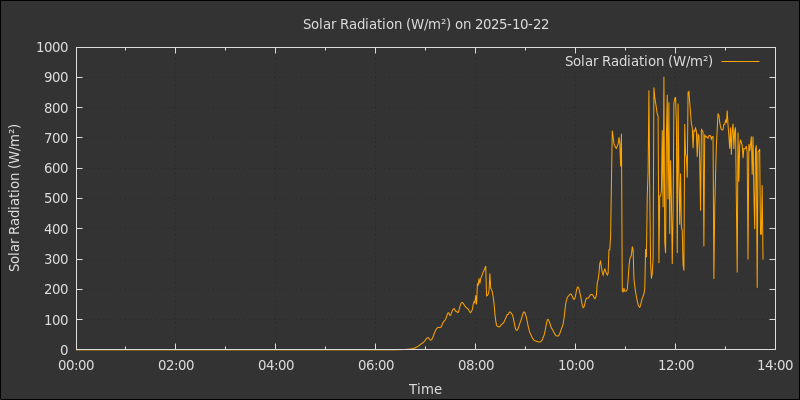 Solar Radiation (W/m²) on 2025-10-22
Solar Radiation (W/m²)
Solar Radiation (W/m²)
1000
900
800
700
600
500
400
300
200
100
0
00:00 02:00 04:00 06:00 08:00 10:00 12:00 14:00
Time